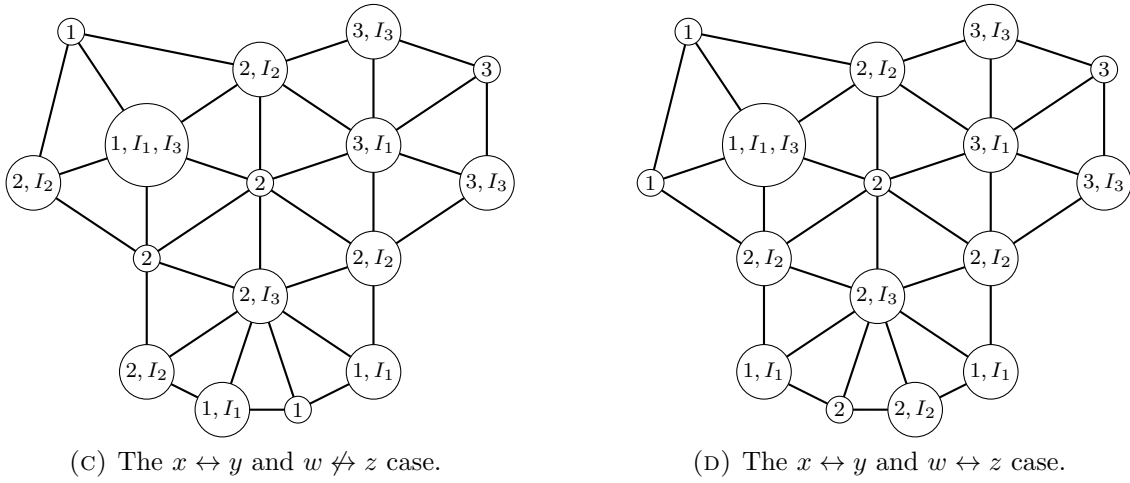 1
3, I₃
2, I₂
3
1, I₁, I₃
3, I₁
2, I₂
2
3, I₃
2
2, I₂
2, I₃
2, I₂
1, I₁
1, I₁
1
(C) The x ↔ y and w ↮ z case.
1
3, I₃
2, I₂
3
1, I₁, I₃
3, I₁
1
2
3, I₃
2, I₂
2, I₂
2, I₃
1, I₁
1, I₁
2
2, I₂
(D) The x ↔ y and w ↔ z case.